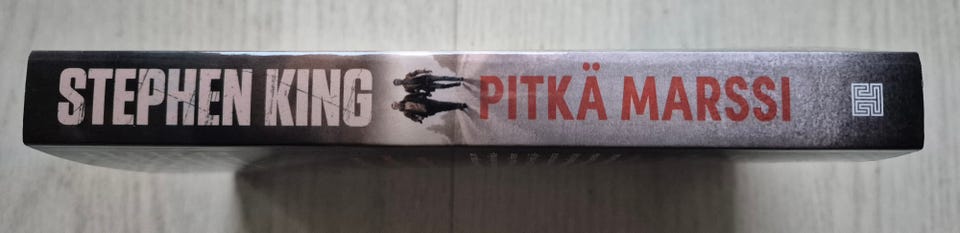 STEPHEN KING PITKÄ MARSSI